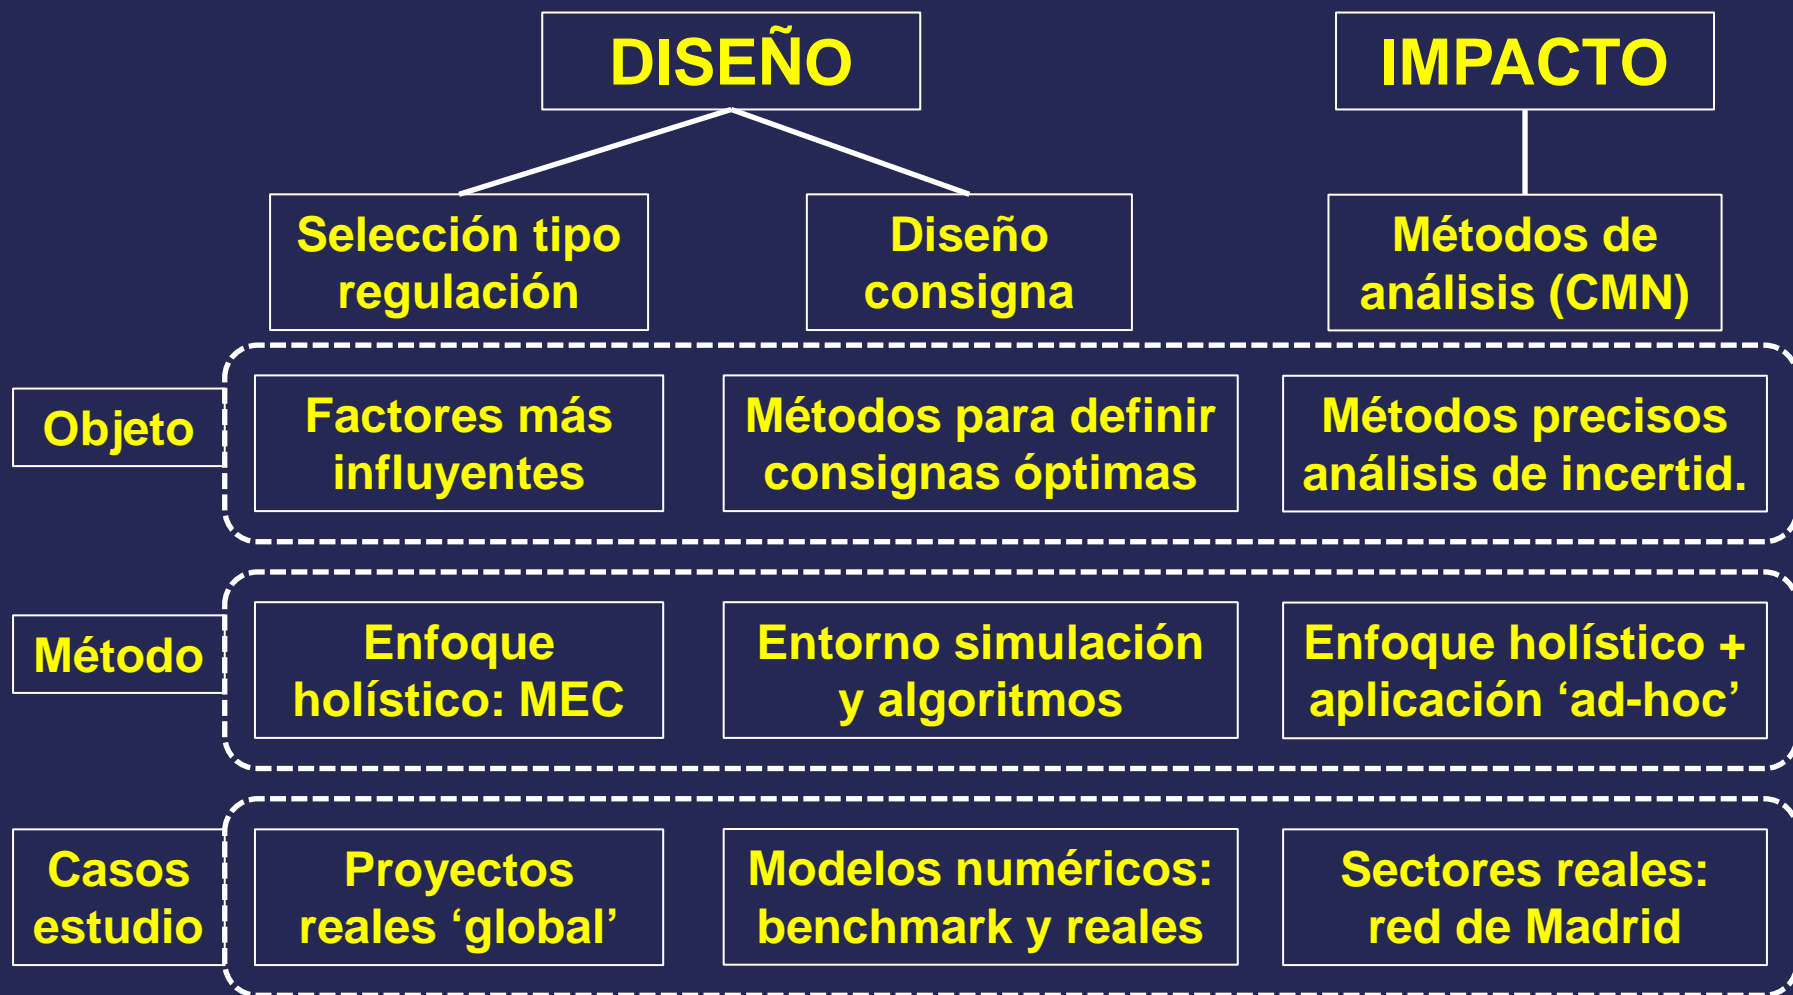 DISEÑO
IMPACTO
Selección tipo
regulación
Diseño
consigna
Métodos de
análisis (CMN)
Objeto
Factores más
influyentes
Métodos para definir
consignas óptimas
Métodos precisos
análisis de incertid.
Método
Enfoque
holístico: MEC
Entorno simulación
y algoritmos
Enfoque holístico +
aplicación ‘ad-hoc’
Casos
estudio
Proyectos
reales ‘global’
Modelos numéricos:
benchmark y reales
Sectores reales:
red de Madrid